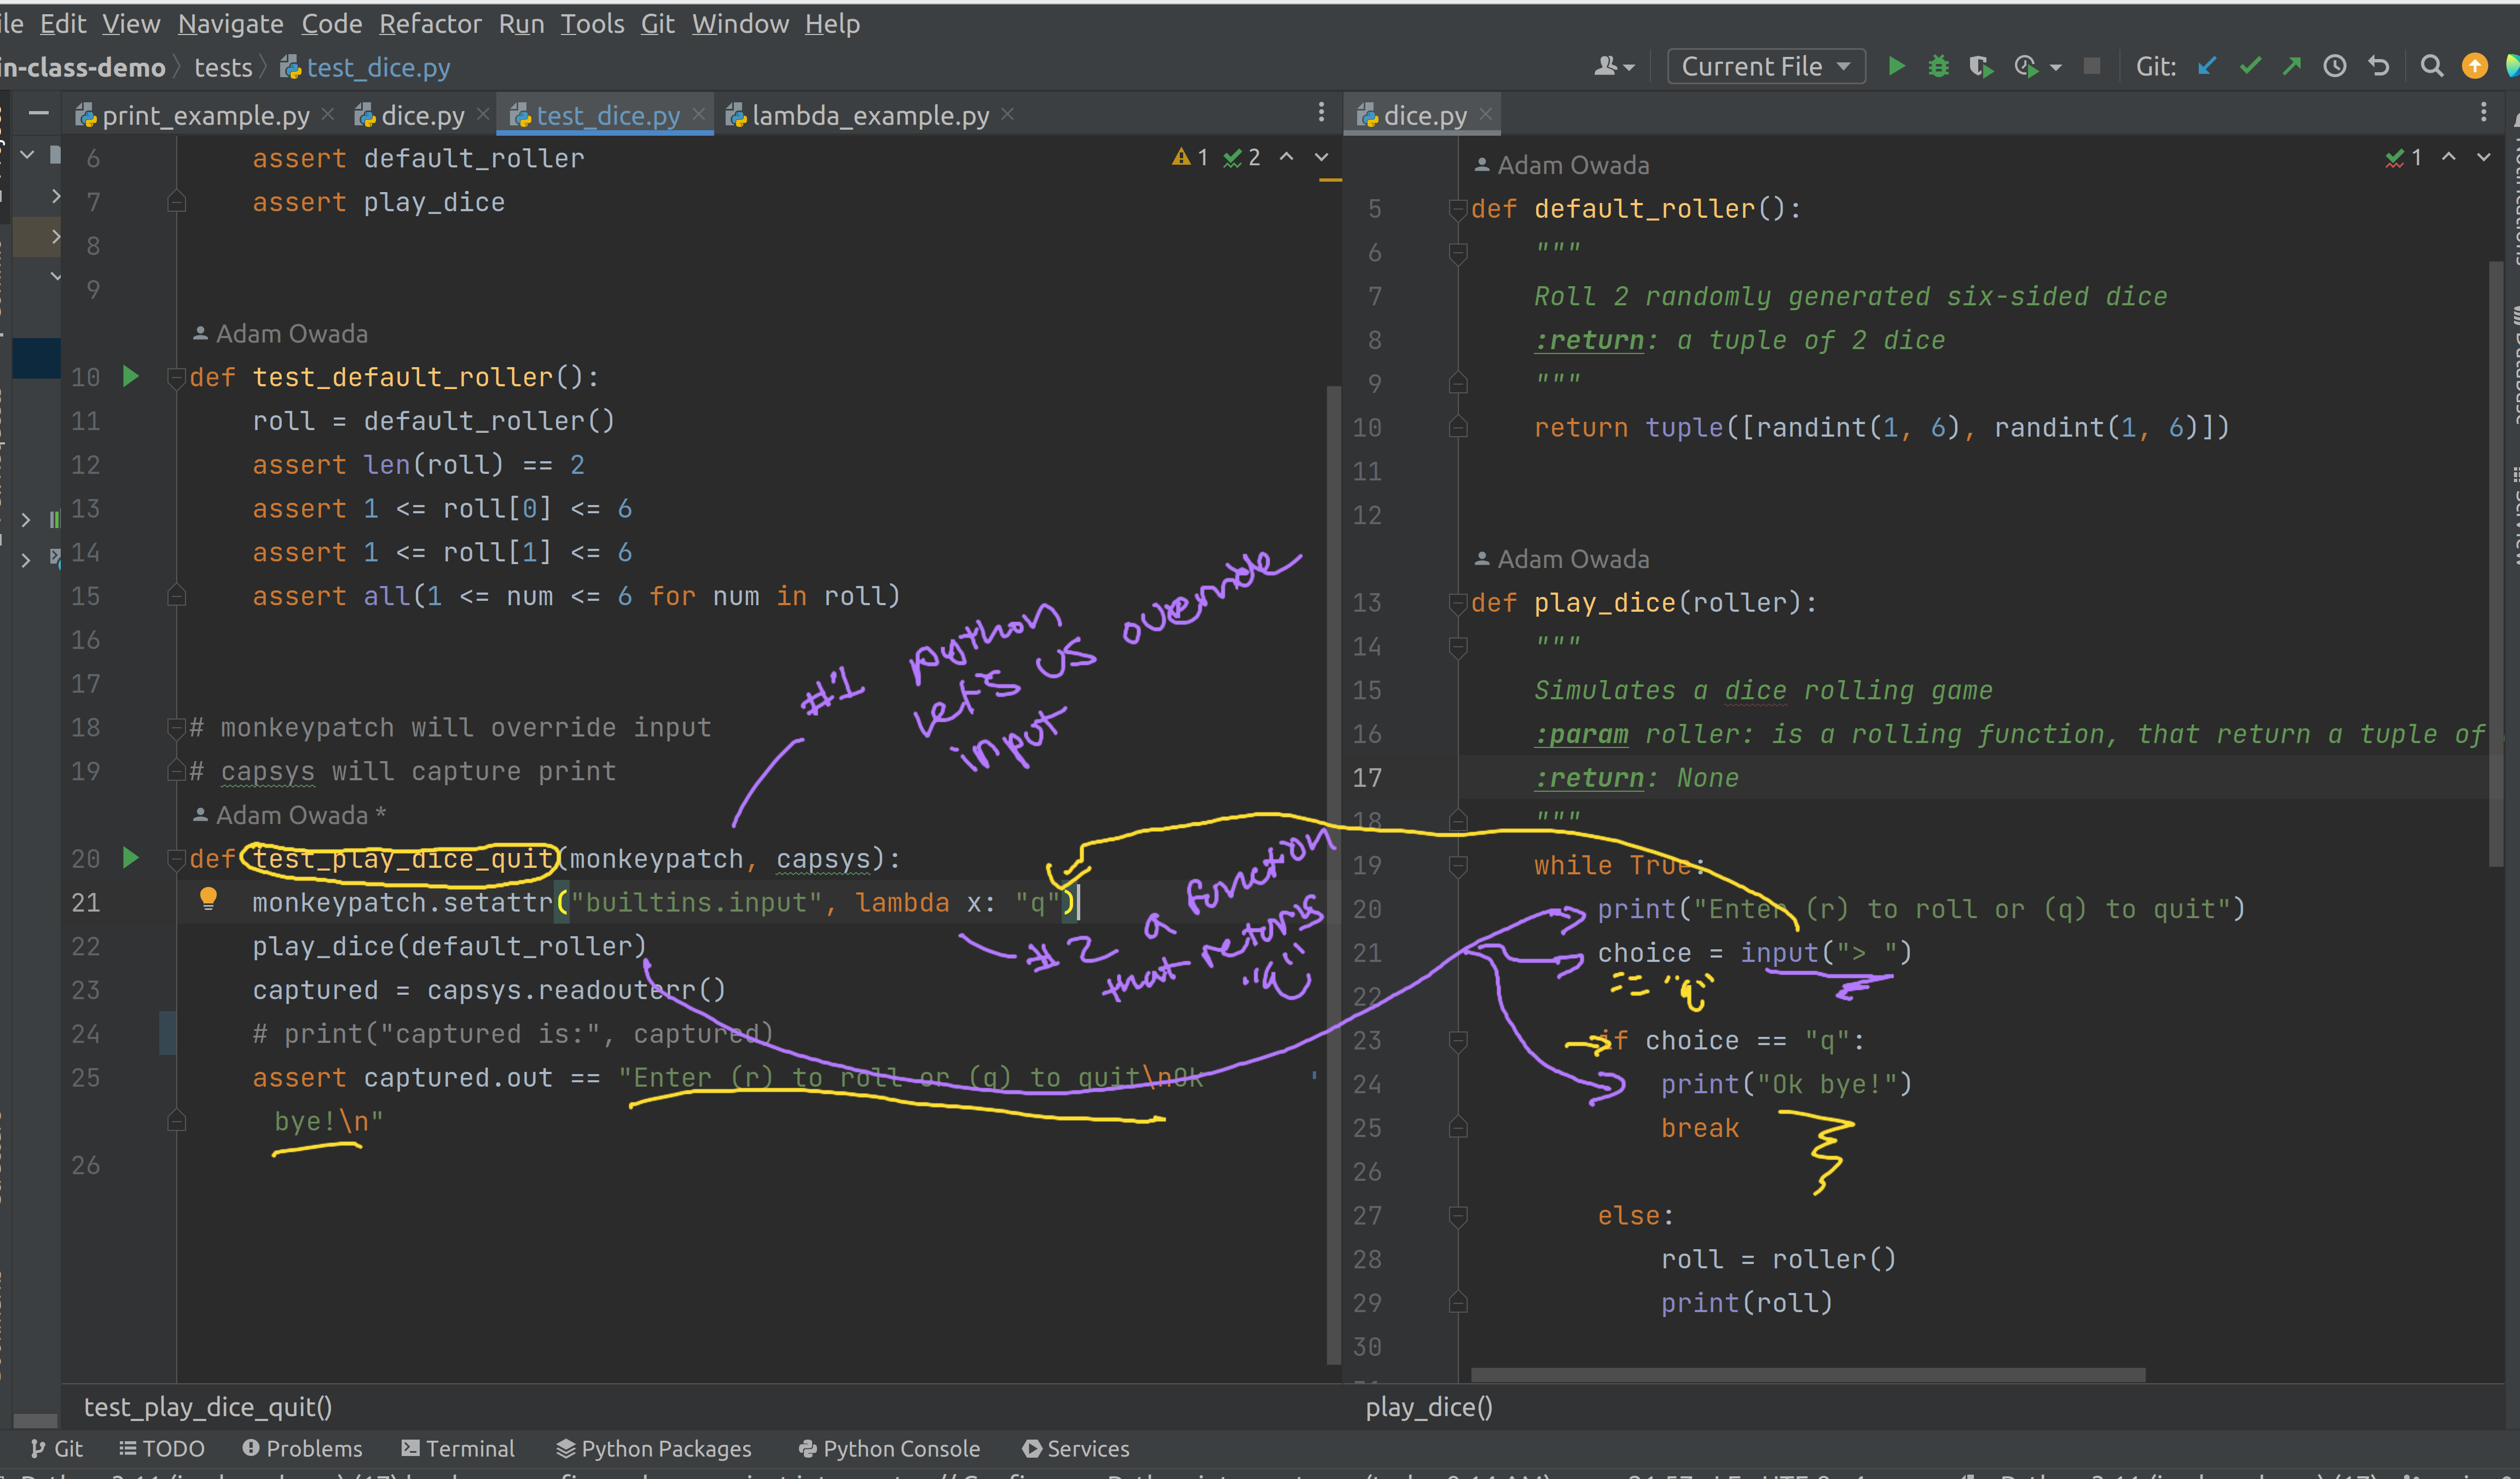 Edit View Navigate Code Refactor Run Tools Git Window Help
in-class-demo tests test_dice.py Current File Git:
print_example.py dice.py test_dice.py lambda_example.py
6 assert default_roller
7 assert play_dice
8
9
Adam Owada
10 def test_default_roller():
11 roll = default_roller()
12 assert len(roll) == 2
13 assert 1 <= roll[0] <= 6
14 assert 1 <= roll[1] <= 6
15 assert all(1 <= num <= 6 for num in roll)
16
17
18 # monkeypatch will override input
19 # capsys will capture print
Adam Owada *
20 def test_play_dice_quit(monkeypatch, capsys):
21 monkeypatch.setattr("builtins.input", lambda x: "q")
22 play_dice(default_roller)
23 captured = capsys.readouterr()
24 # print("captured is:", captured)
25 assert captured.out == "Enter (r) to roll or (q) to quit\nOk
bye!\n"
26
1 2
#1 python
let's us override
input
#2 a function
that returns
"q"
test_play_dice_quit()
dice.py
1
Adam Owada
5 def default_roller():
6 """
7 Roll 2 randomly generated six-sided dice
8 :return: a tuple of 2 dice
9 """
10 return tuple([randint(1, 6), randint(1, 6)])
11
12
Adam Owada
13 def play_dice(roller):
14 """
15 Simulates a dice rolling game
16 :param roller: is a rolling function, that return a tuple of
17 :return: None
18 """
19 while True:
20 print("Enter (r) to roll or (q) to quit")
21 choice = input("> ")
= "q"
22
23 if choice == "q":
24 print("Ok bye!")
25 break
26
27 else:
28 roll = roller()
29 print(roll)
30
play_dice()
Git TODO Problems Terminal Python Packages Python Console Services